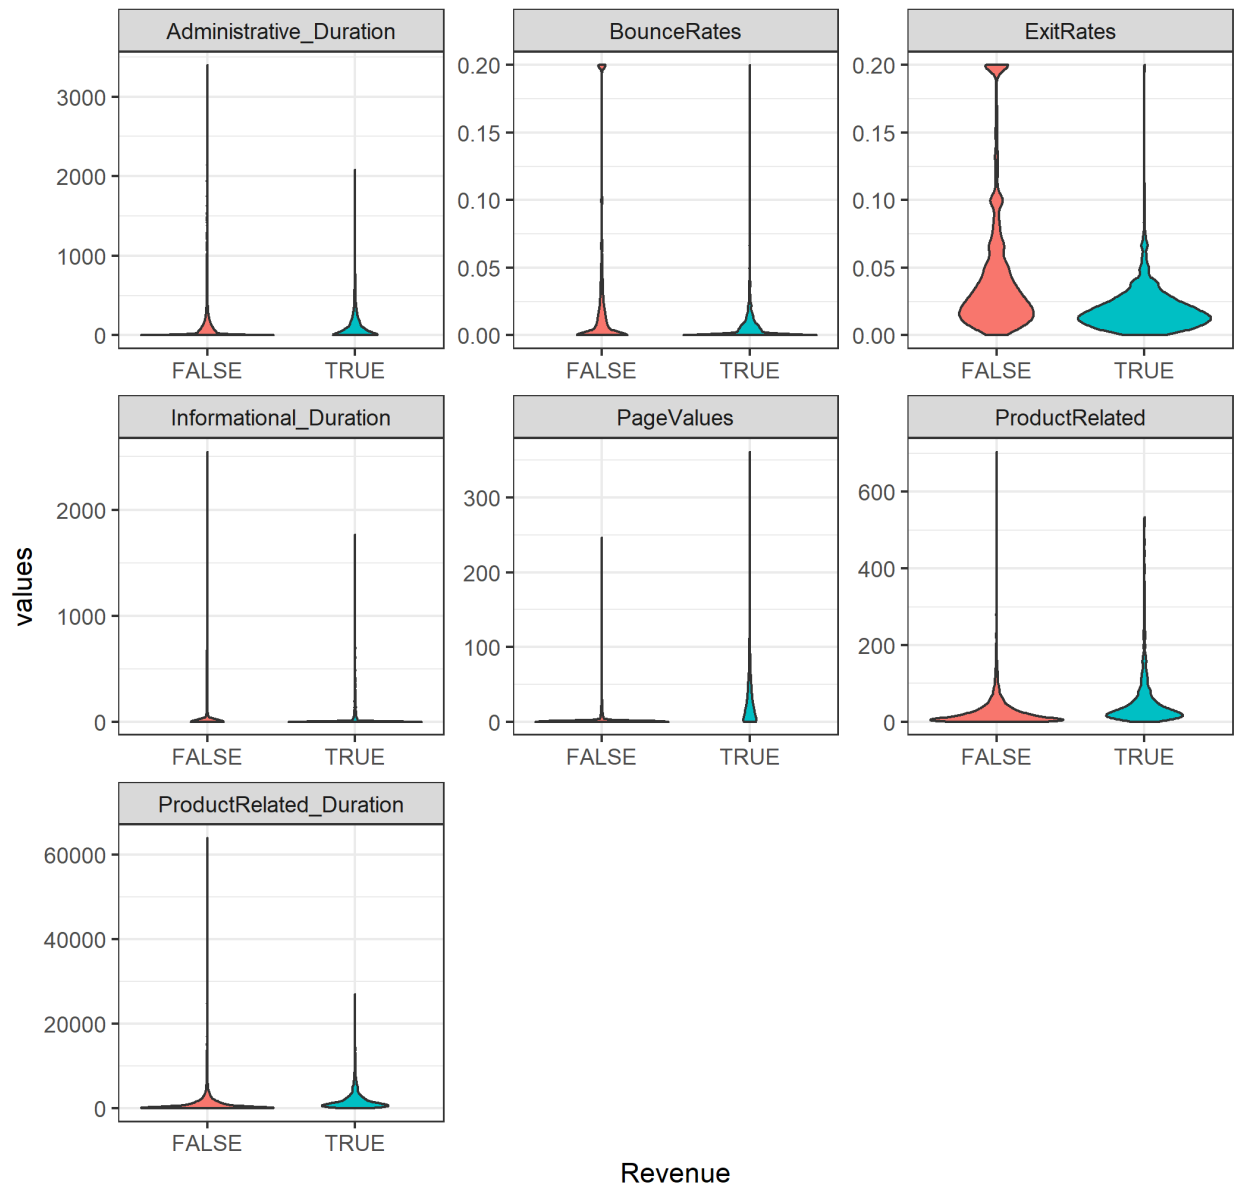 Administrative_Duration
BounceRates
ExitRates
3000
2000
1000
0
0.20
0.15
0.10
0.05
0.00
0.20
0.15
0.10
0.05
0.00
FALSE TRUE
FALSE TRUE
FALSE TRUE
Informational_Duration
PageValues
ProductRelated
values
2000
1000
0
300
200
100
0
600
400
200
0
FALSE TRUE
FALSE TRUE
FALSE TRUE
ProductRelated_Duration
60000
40000
20000
0
FALSE TRUE
Revenue